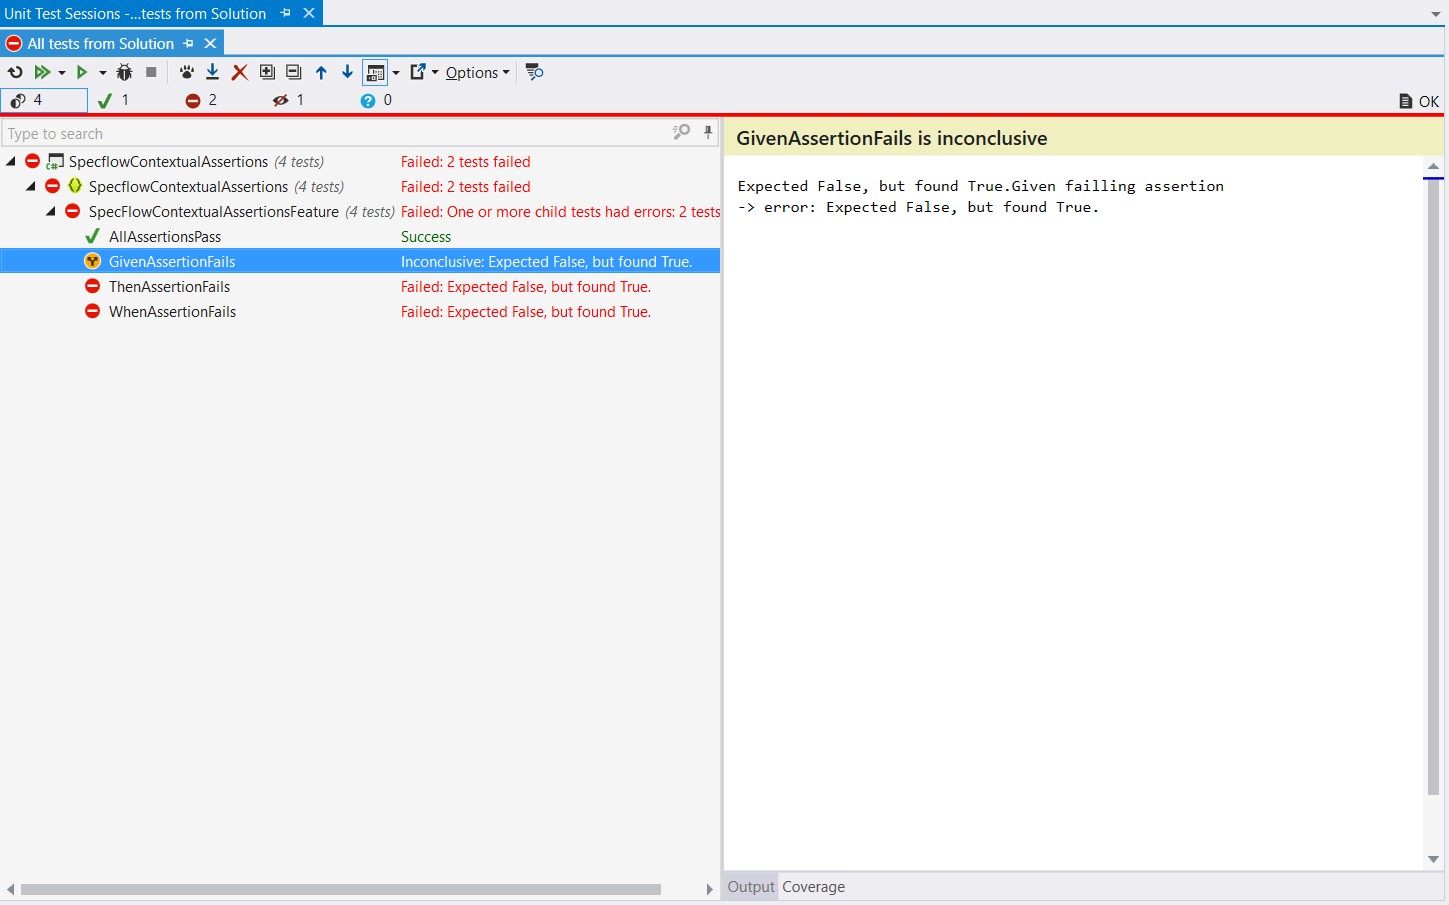 Unit Test Sessions -...tests from Solution
All tests from Solution
Options
4 1 2 1 0 OK
Type to search
C# SpecflowContextualAssertions (4 tests) Failed: 2 tests failed
SpecflowContextualAssertions (4 tests) Failed: 2 tests failed
SpecFlowContextualAssertionsFeature (4 tests) Failed: One or more child tests had errors: 2 tests
AllAssertionsPass Success
GivenAssertionFails Inconclusive: Expected False, but found True.
ThenAssertionFails Failed: Expected False, but found True.
WhenAssertionFails Failed: Expected False, but found True.
GivenAssertionFails is inconclusive
Expected False, but found True.Given failling assertion
-> error: Expected False, but found True.
Output Coverage